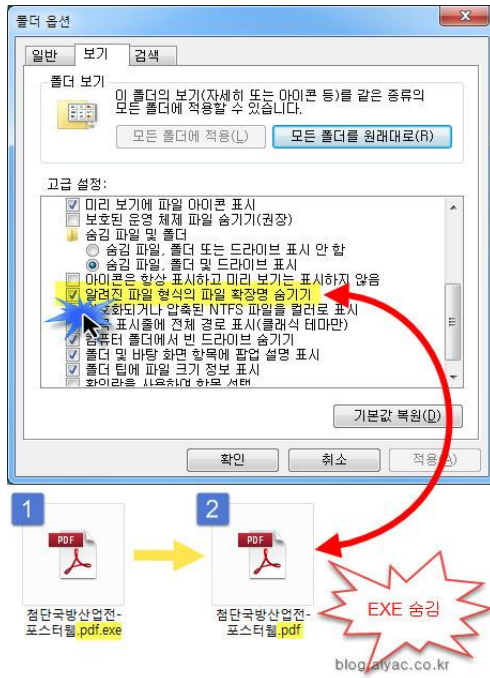 폴더 옵션
일반 보기 검색
폴더 보기
이 폴더의 보기(자세히 또는 아이콘 등)를 같은 종류의
모든 폴더에 적용할 수 있습니다.
모든 폴더에 적용(L) 모든 폴더를 원래대로(R)
고급 설정:
미리 보기에 파일 아이콘 표시
보호된 운영 체제 파일 숨기기(권장)
숨김 파일 및 폴더
숨김 파일, 폴더 또는 드라이브 표시 안 함
숨김 파일, 폴더 및 드라이브 표시
아이콘은 항상 표시하고 미리 보기는 표시하지 않음
알려진 파일 형식의 파일 확장명 숨기기
압축된 NTFS 파일을 컬러로 표시
표시줄에 전체 경로 표시(클래식 테마만)
폴더에서 빈 드라이브 숨기기
폴더 및 바탕 화면 항목에 팝업 설명 표시
폴더 팁에 파일 크기 정보 표시
확인란을 사용하여 항목 선택
기본값 복원(D)
확인 취소 적용(A)
1 2
PDF PDF
첨단국방산업전-
포스터웹.pdf.exe
첨단국방산업전-
포스터웹.pdf
EXE 숨김
blog.alyac.co.kr